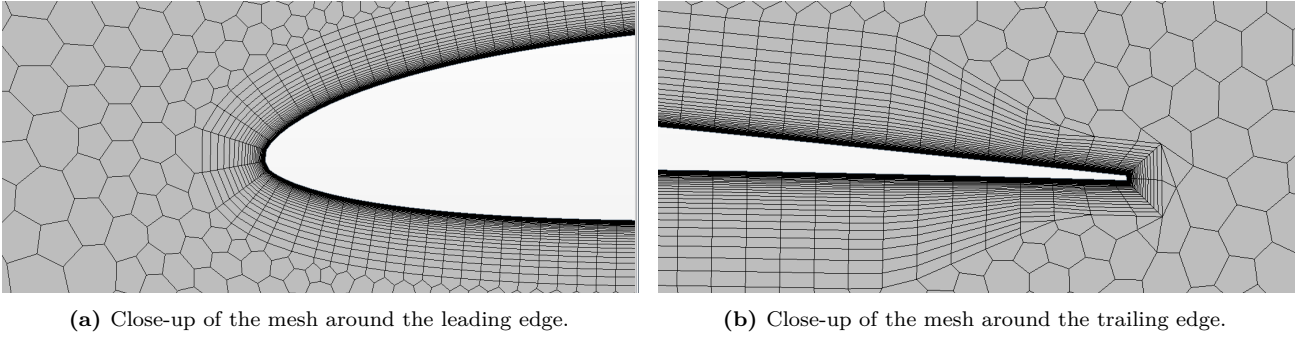 (a) Close-up of the mesh around the leading edge.
(b) Close-up of the mesh around the trailing edge.